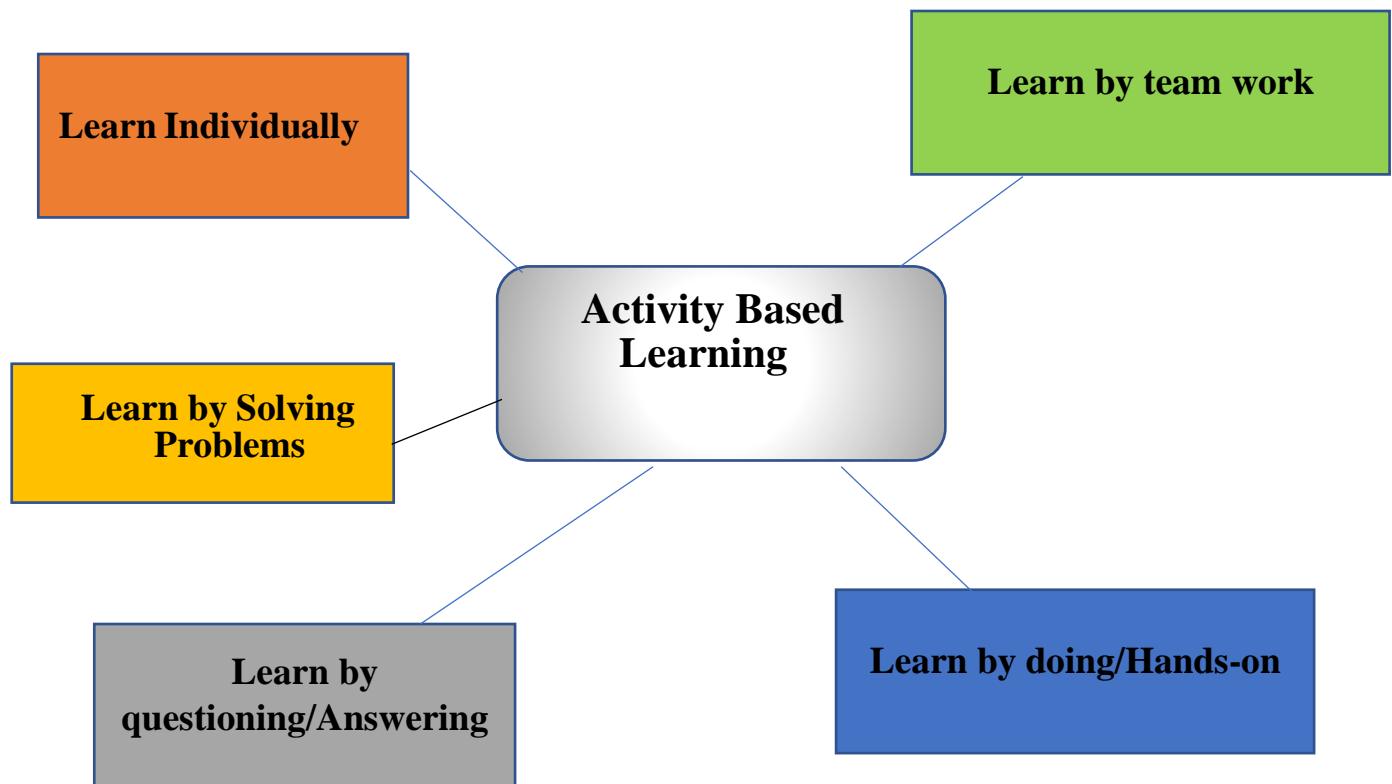 Learn Individually
Learn by team work
Activity Based
Learning
Learn by Solving
Problems
Learn by
questioning/Answering
Learn by doing/Hands-on